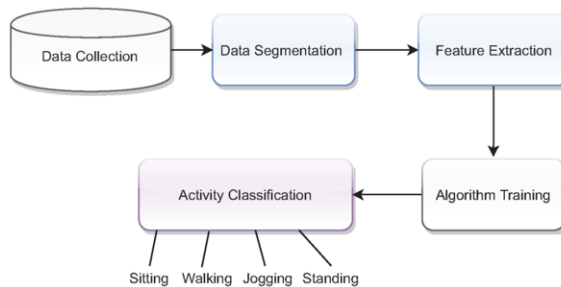 Data Collection
Data Segmentation
Feature Extraction
Algorithm Training
Activity Classification
Sitting
Walking
Jogging
Standing